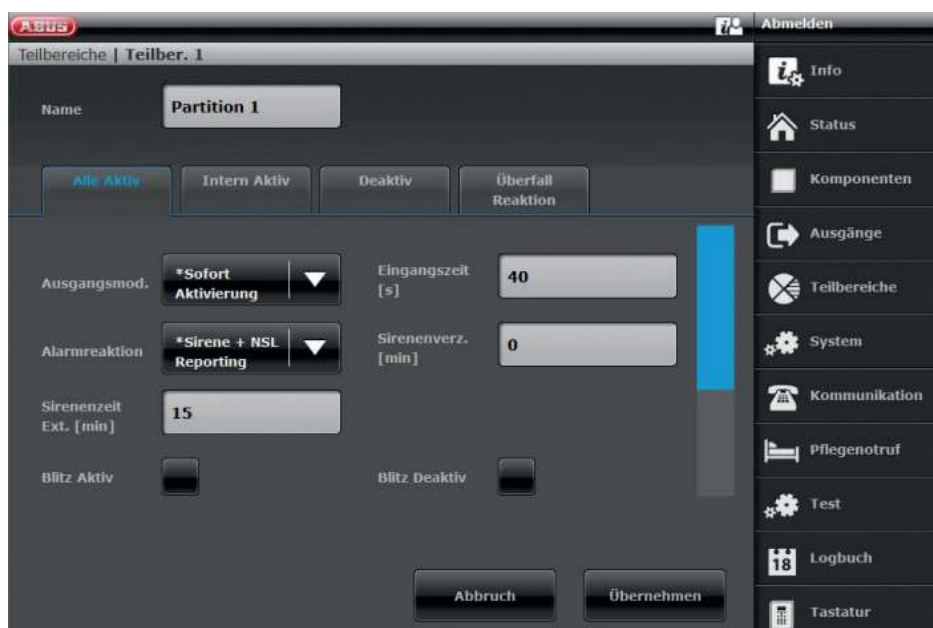 ABUS
Abmelden
Teilbereiche | Teilber. 1
Name
Partition 1
Alle Aktiv
Intern Aktiv
Deaktiv
Überfall
Reaktion
Ausgangsmod.
*Sofort
Aktivierung
Eingangszeit
[s]
40
Alarmreaktion
*Sirene + NSL
Reporting
Sirenenverz.
[min]
0
Sirenenzeit
Ext. [min]
15
Blitz Aktiv
Blitz Deaktiv
Abbruch
Übernehmen
Info
Status
Komponenten
Ausgänge
Teilbereiche
System
Kommunikation
Pflegenotruf
Test
18
Logbuch
Tastatur